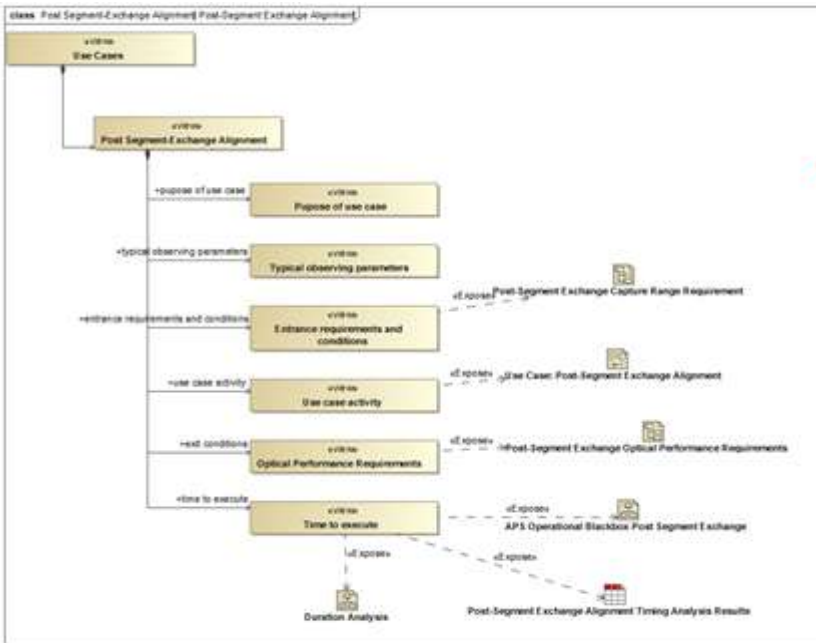 class Post Segment-Exchange Alignment[ Post-Segment Exchange Alignment]
«view»
Use Cases
«view»
Post Segment-Exchange Alignment
+pupose of use case
«view»
Pupose of use case
+typical observing parameters
«view»
Typical observing parameters
+entrance requirements and conditions
«view»
Entrance requirements and
conditions
«Expose»
Post-Segment Exchange Capture Range Requirement
+use case activity
«view»
Use case activity
«Expose»
Use Case: Post-Segment Exchange Alignment
+exit conditions
«view»
Optical Performance Requirements
«Expose»
Post-Segment Exchange Optical Performance Requirements
+time to execute
«view»
Time to execute
«Expose»
APS Operational Blackbox Post Segment Exchange
«Expose»
Duration Analysis
«Expose»
Post-Segment Exchange Alignment Timing Analysis Results